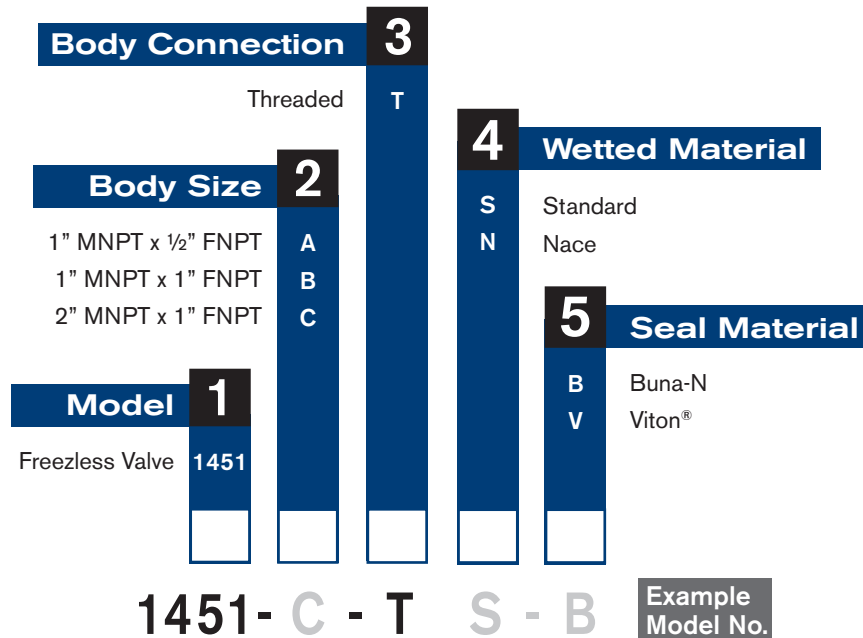 Body Connection 3
Threaded T
4 Wetted Material
S Standard
N Nace
Body Size 2
1” MNPT x ½” FNPT A
1” MNPT x 1” FNPT B
2” MNPT x 1” FNPT C
5 Seal Material
B Buna-N
V Viton®
Model 1
Freezless Valve 1451
1451- C - T S - B
Example
Model No.